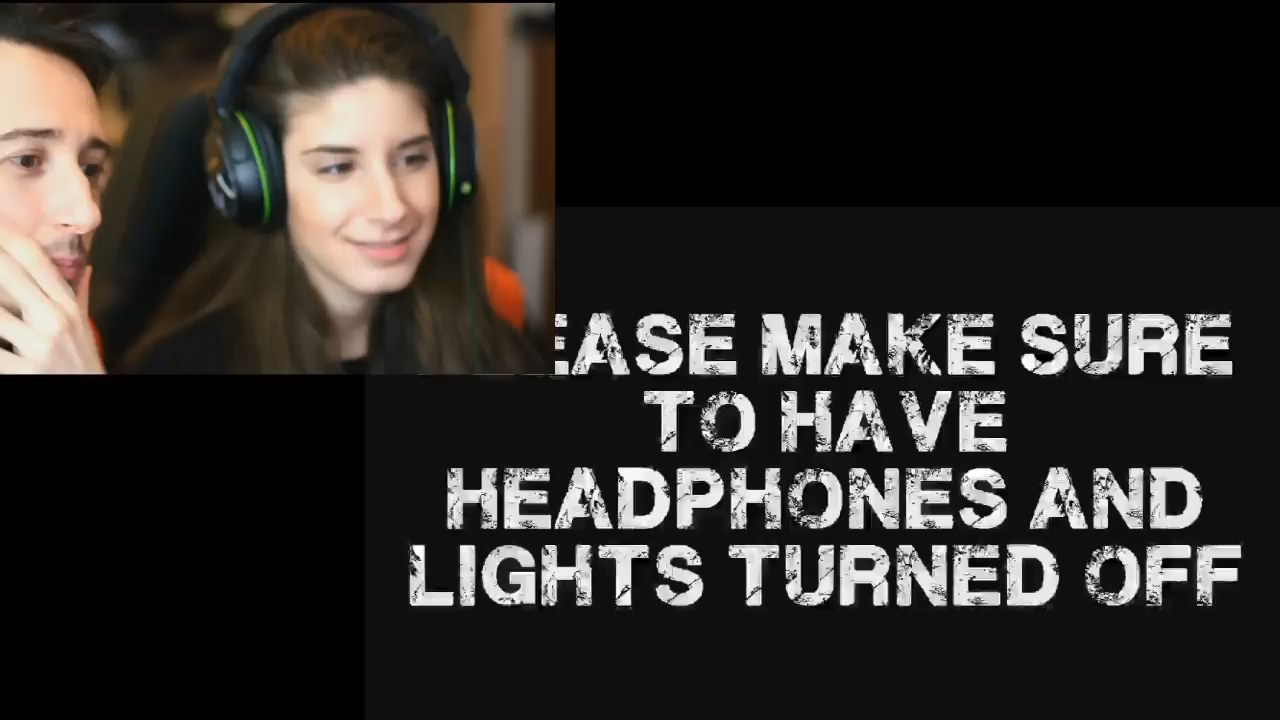 EASE MAKE SURE
TO HAVE
HEADPHONES AND
LIGHTS TURNED OFF